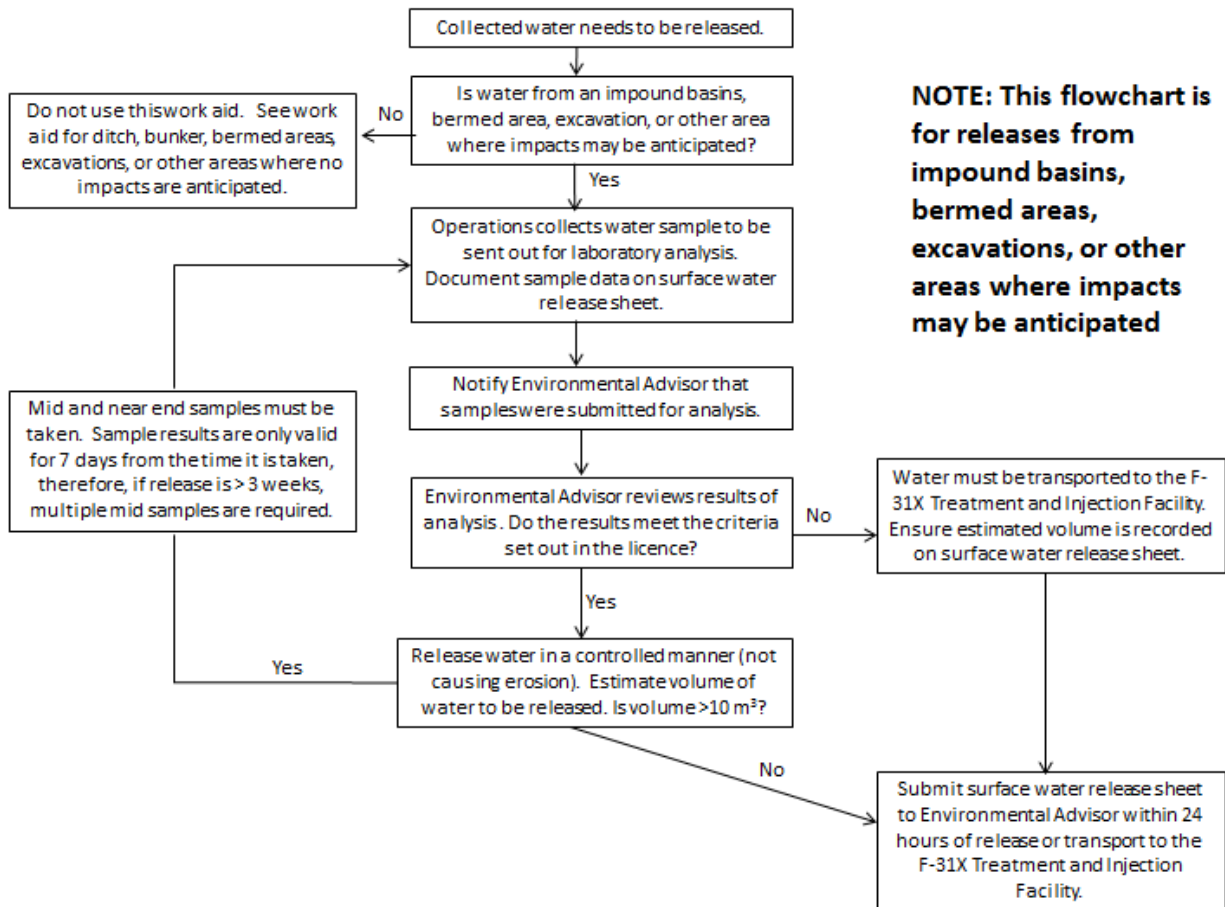 Collected water needs to be released.
Is water from an impound basins,
bermed area, excavation, or other area
where impacts may be anticipated?
No
Do not use thiswork aid. See work
aid for ditch, bunker, bermed areas,
excavations, or other areas where no
impacts are anticipated.
NOTE: This flowchart is
for releases from
impound basins,
bermed areas,
excavations, or other
areas where impacts
may be anticipated
Yes
Operations collects water sample to be
sent out for laboratory analysis.
Document sample data on surface water
release sheet.
Notify Environmental Advisor that
sampleswere submitted for analysis.
Mid and near end samples must be
taken. Sample results are only valid
for 7 days from the time it is taken,
therefore, if release is > 3 weeks,
multiple mid samples are required.
Environmental Advisor reviews results of
analysis. Do the results meet the criteria
set out in the licence?
No
Water must be transported to the F-
31X Treatment and Injection Facility.
Ensure estimated volume is recorded
on surface water release sheet.
Yes
Release water in a controlled manner (not
causing erosion). Estimate volume of
water to be released. Is volume >10 m³?
Yes
No
Submit surface water release sheet
to Environmental Advisor within 24
hours of release or transport to the
F-31X Treatment and Injection
Facility.